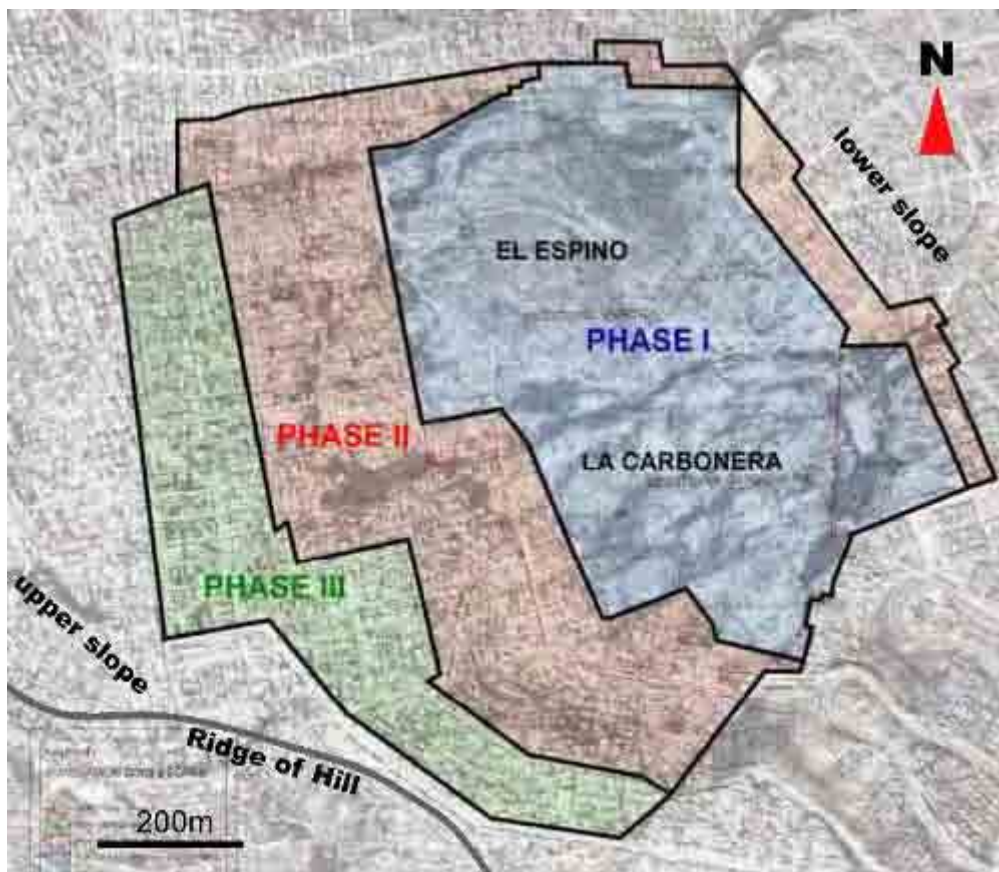 N
lower slope
EL ESPINO
PHASE I
PHASE II
LA CARBONERA
PHASE III
upper slope
Ridge of Hill
200m